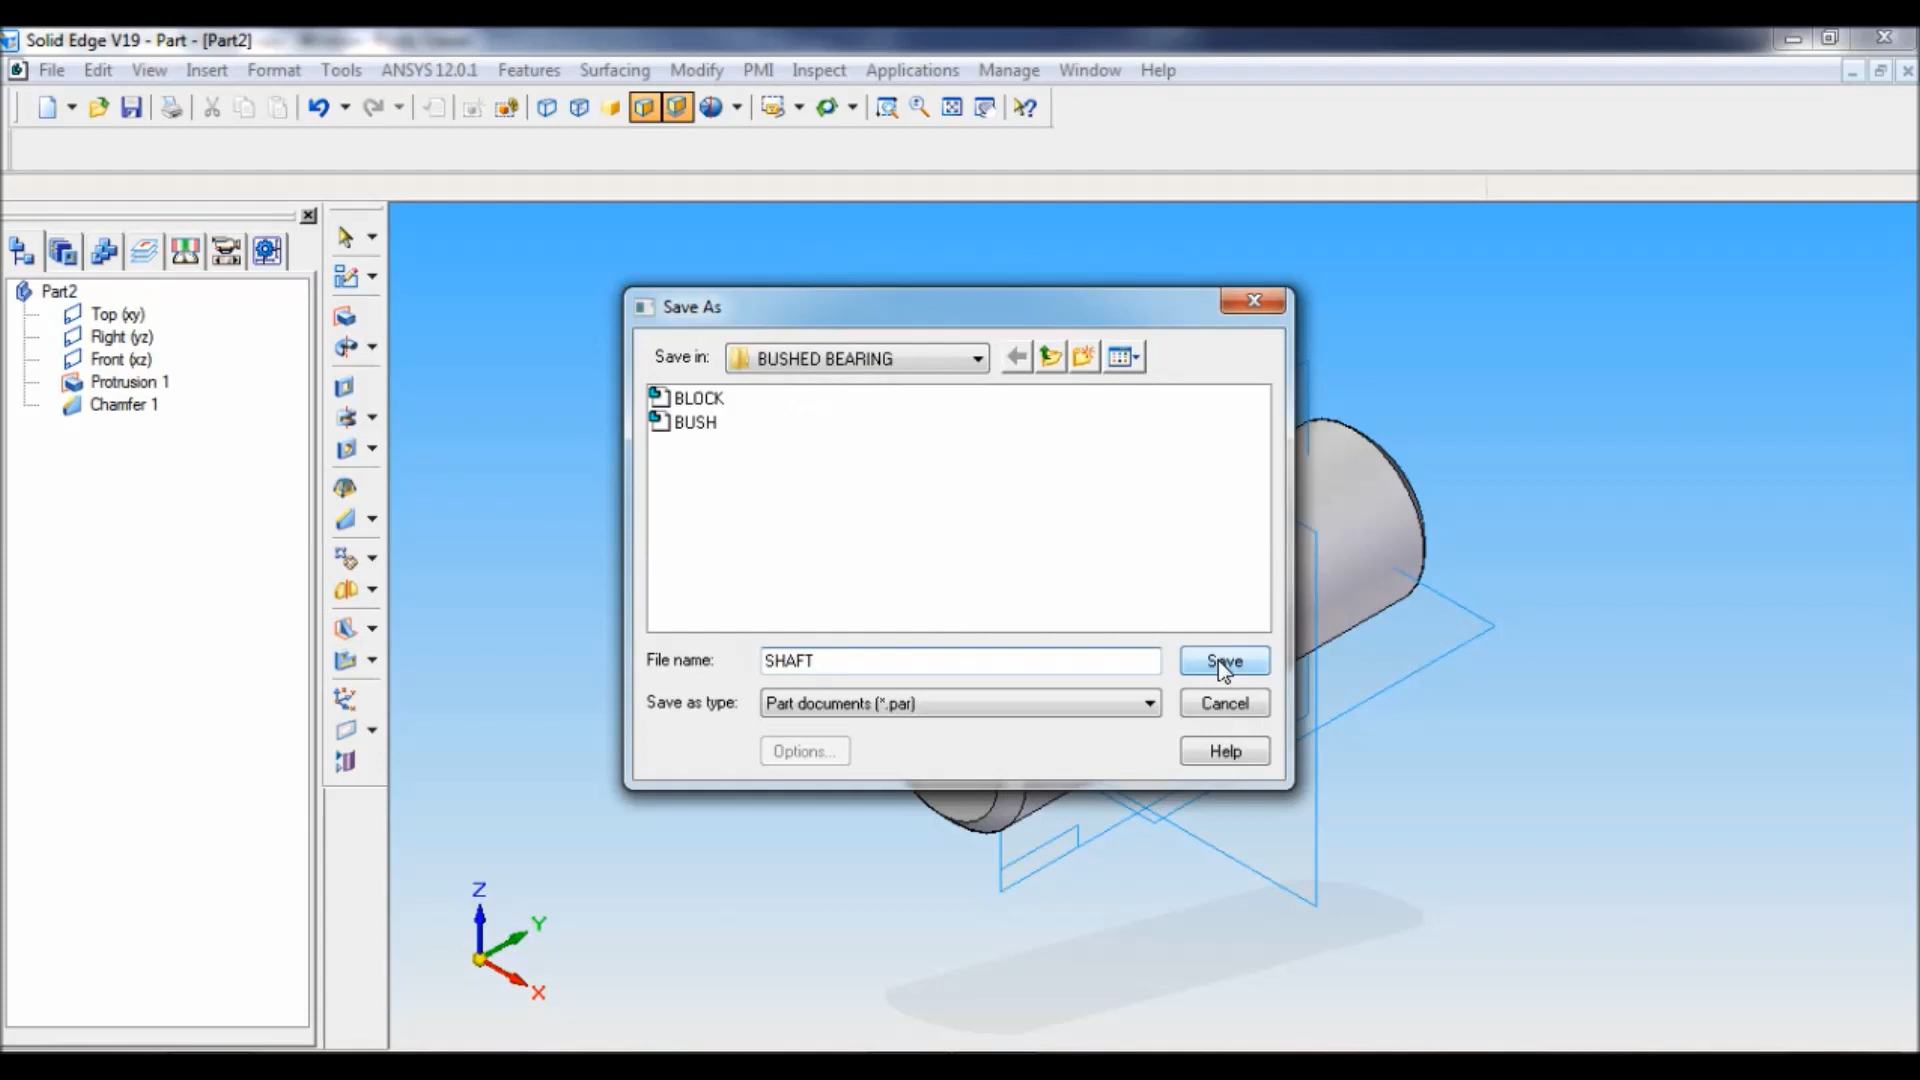 Solid Edge V19 - Part - [Part2]
File Edit View Insert Format Tools ANSYS 12.0.1 Features Surfacing Modify PMI Inspect Applications Manage Window Help
Part2
Top (xy)
Right (yz)
Front (xz)
Protrusion 1
Chamfer 1
Save As
Save in: BUSHED BEARING
BLOCK
BUSH
File name: SHAFT Save
Save as type: Part documents (*.par) Cancel
Options... Help
Z
Y
X